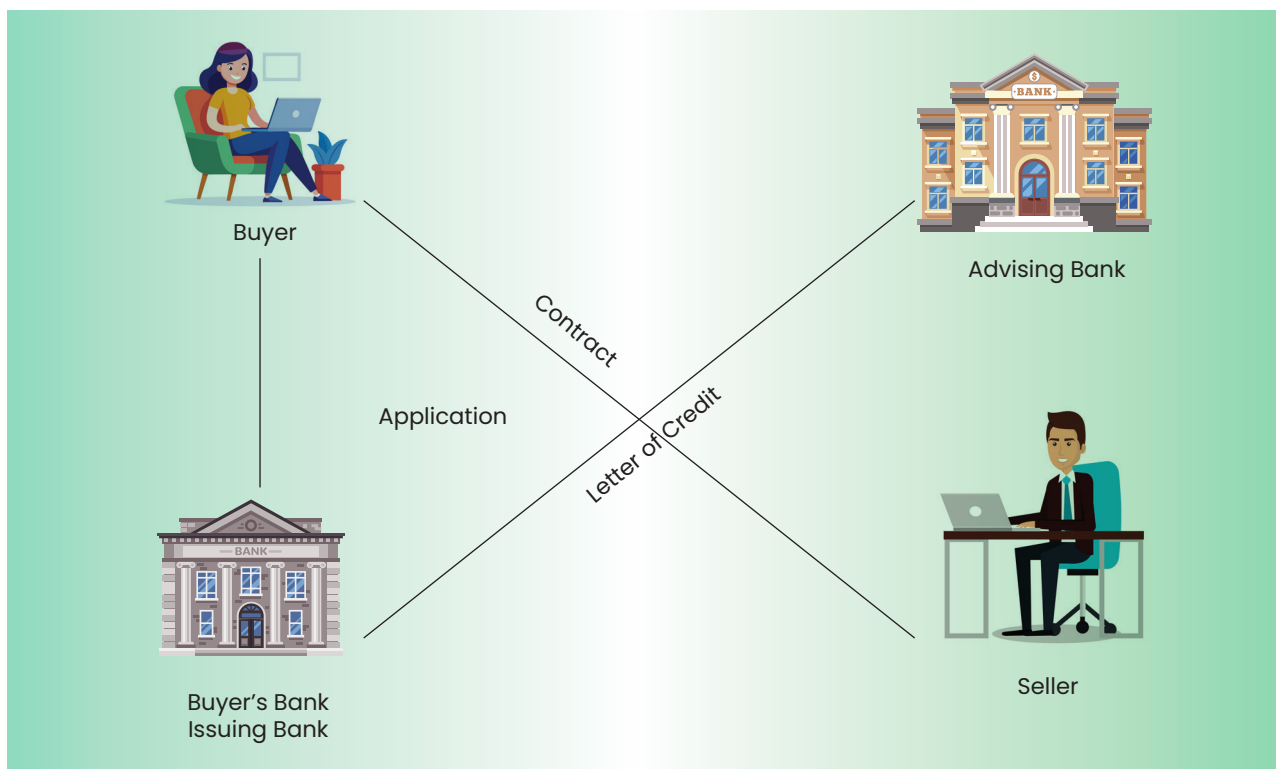 BANK
Buyer
Advising Bank
Contract
Application
Letter of Credit
BANK
Buyer’s Bank
Issuing Bank
Seller